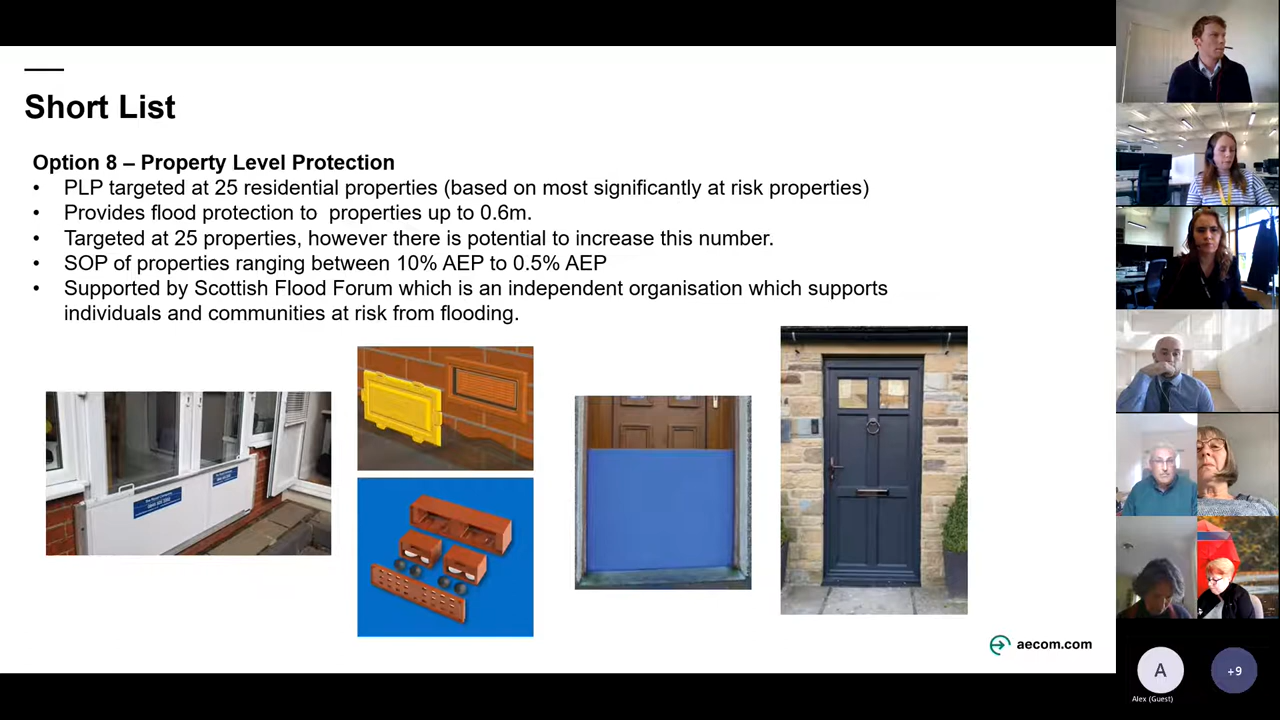 Short List
Option 8 – Property Level Protection
• PLP targeted at 25 residential properties (based on most significantly at risk properties)
• Provides flood protection to  properties up to 0.6m.
• Targeted at 25 properties, however there is potential to increase this number.
• SOP of properties ranging between 10% AEP to 0.5% AEP
• Supported by Scottish Flood Forum which is an independent organisation which supports
individuals and communities at risk from flooding.
aecom.com
A
+9
Alex (Guest)